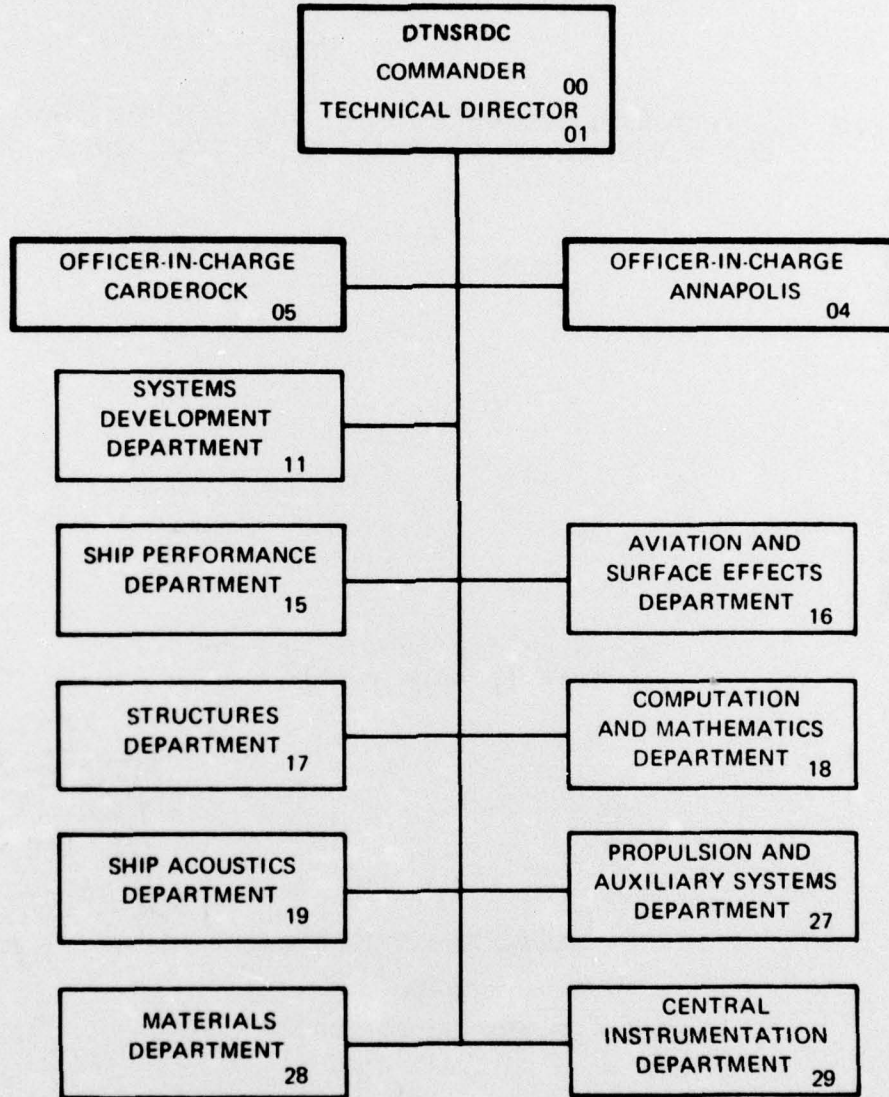 DTNSRDC
COMMANDER
00
TECHNICAL DIRECTOR
01
OFFICER-IN-CHARGE
CARDEROCK
05
OFFICER-IN-CHARGE
ANNAPOLIS
04
SYSTEMS
DEVELOPMENT
DEPARTMENT
11
SHIP PERFORMANCE
DEPARTMENT
15
AVIATION AND
SURFACE EFFECTS
DEPARTMENT
16
STRUCTURES
DEPARTMENT
17
COMPUTATION
AND MATHEMATICS
DEPARTMENT
18
SHIP ACOUSTICS
DEPARTMENT
19
PROPULSION AND
AUXILIARY SYSTEMS
DEPARTMENT
27
MATERIALS
DEPARTMENT
28
CENTRAL
INSTRUMENTATION
DEPARTMENT
29